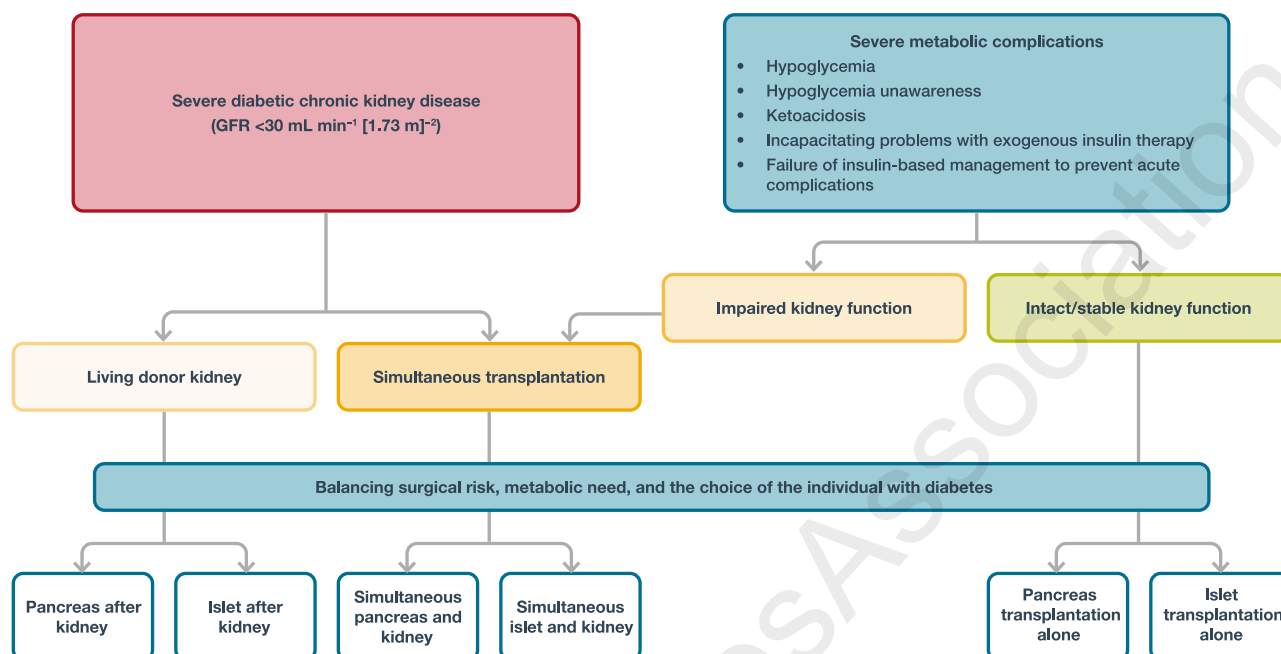 Severe diabetic chronic kidney disease
(GFR <30 mL min⁻¹ [1.73 m]⁻²)
Severe metabolic complications
• Hypoglycemia
• Hypoglycemia unawareness
• Ketoacidosis
• Incapacitating problems with exogenous insulin therapy
• Failure of insulin-based management to prevent acute
complications
Impaired kidney function
Intact/stable kidney function
Living donor kidney
Simultaneous transplantation
Balancing surgical risk, metabolic need, and the choice of the individual with diabetes
Pancreas after
kidney
Islet after
kidney
Simultaneous
pancreas and
kidney
Simultaneous
islet and kidney
Pancreas
transplantation
alone
Islet
transplantation
alone
Association